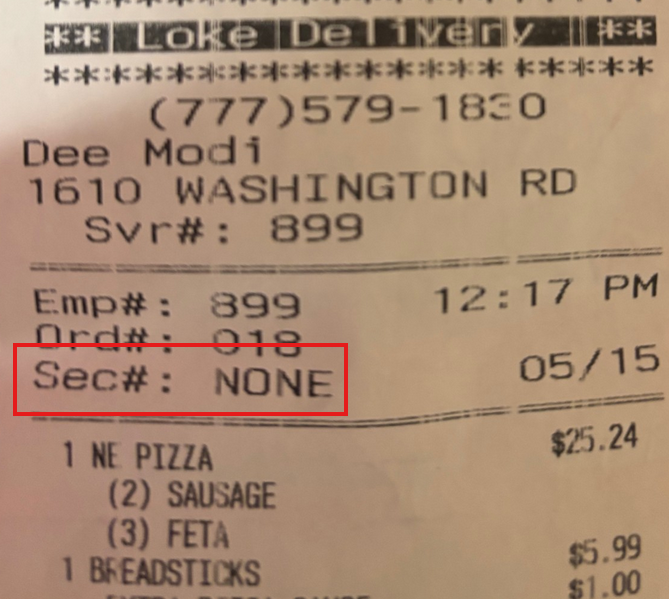 ** Loke Delivery **
**********************
(777)579-1830
Dee Modi
1610 WASHINGTON RD
Svr#: 899
Emp#: 899 12:17 PM
Ord#: 018
Sec#: NONE 05/15
1 NE PIZZA $25.24
(2) SAUSAGE
(3) FETA
1 BREADSTICKS $5.99
$1.00